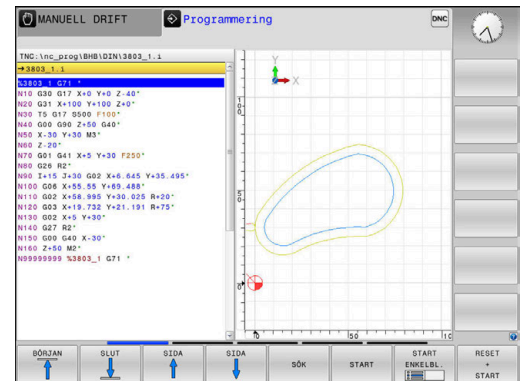 MANUELL DRIFT
Programmering
DNC
TNC:\nc_prog\BHB\DIN\3803_1.i
→3803_1.i
%3803_1 G71 *
N10 G30 G17 X+0 Y+0 Z-40*
N20 G31 X+100 Y+100 Z+0*
N30 T5 G17 S500 F100*
N40 G00 G90 Z+50 G40*
N50 X-30 Y+30 M3*
N60 Z-20*
N70 G01 G41 X+5 Y+30 F250*
N80 G26 R2*
N90 I+15 J+30 G02 X+6.645 Y+35.495*
N100 G06 X+55.55 Y+69.488*
N110 G02 X+58.995 Y+30.025 R+20*
N120 G03 X+19.732 Y+21.191 R+75*
N130 G02 X+5 Y+30*
N140 G27 R2*
N150 G00 G40 X-30*
N160 Z+50 M2*
N99999999 %3803_1 G71 *
Y
X
100
50
0
0
50
BÖRJAN
SLUT
SIDA
SIDA
SÖK
START
START
ENKELBL.
RESET
+
START